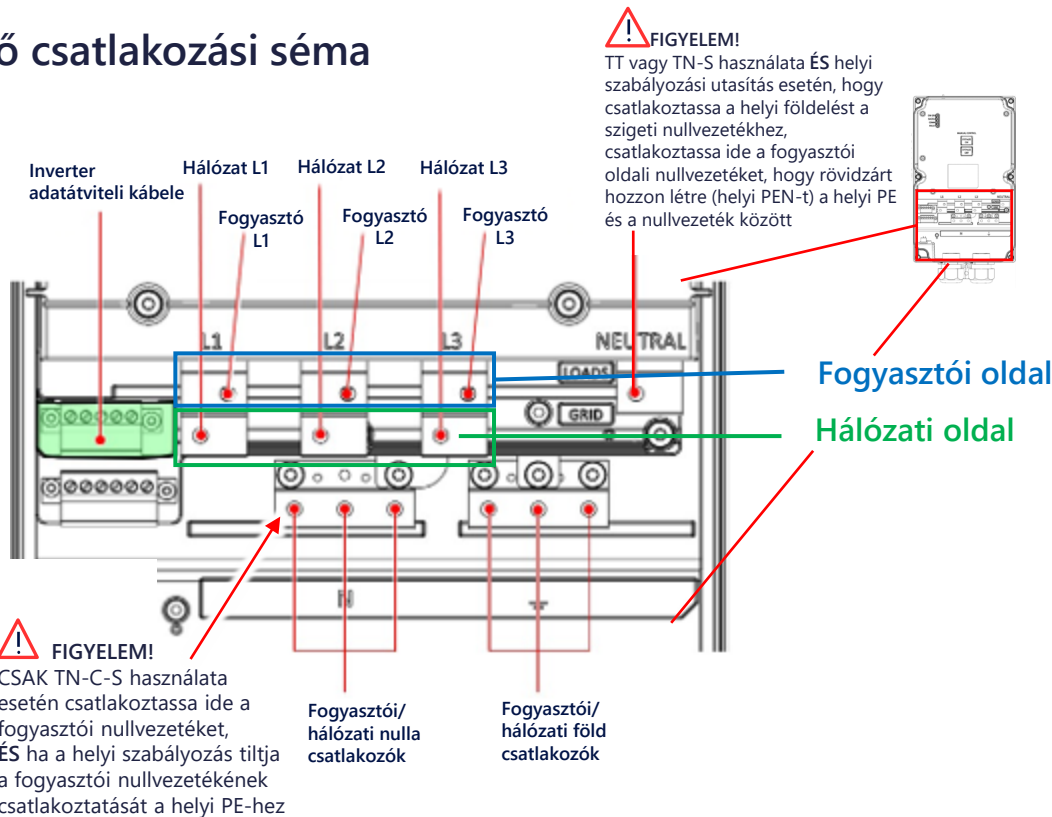 ő csatlakozási séma
FIGYELEM!
TT vagy TN-S használata ÉS helyi
szabályozási utasítás esetén, hogy
csatlakoztassa a helyi földelést a
szigeti nullvezetékhez,
csatlakoztassa ide a fogyasztói
oldali nullvezetéket, hogy rövidzárt
hozzon létre (helyi PEN-t) a helyi PE
és a nullvezeték között
Inverter
adatátviteli kábele
Hálózat L1
Hálózat L2
Hálózat L3
Fogyasztó
L1
Fogyasztó
L2
Fogyasztó
L3
L1
L2
L3
NEUTRAL
LOADS
GRID
Fogyasztói oldal
Hálózati oldal
N
FIGYELEM!
CSAK TN-C-S használata
esetén csatlakoztassa ide a
fogyasztói nullvezetéket,
ÉS ha a helyi szabályozás tiltja
a fogyasztói nullvezetékének
csatlakoztatását a helyi PE-hez
Fogyasztói/
hálózati nulla
csatlakozók
Fogyasztói/
hálózati föld
csatlakozók